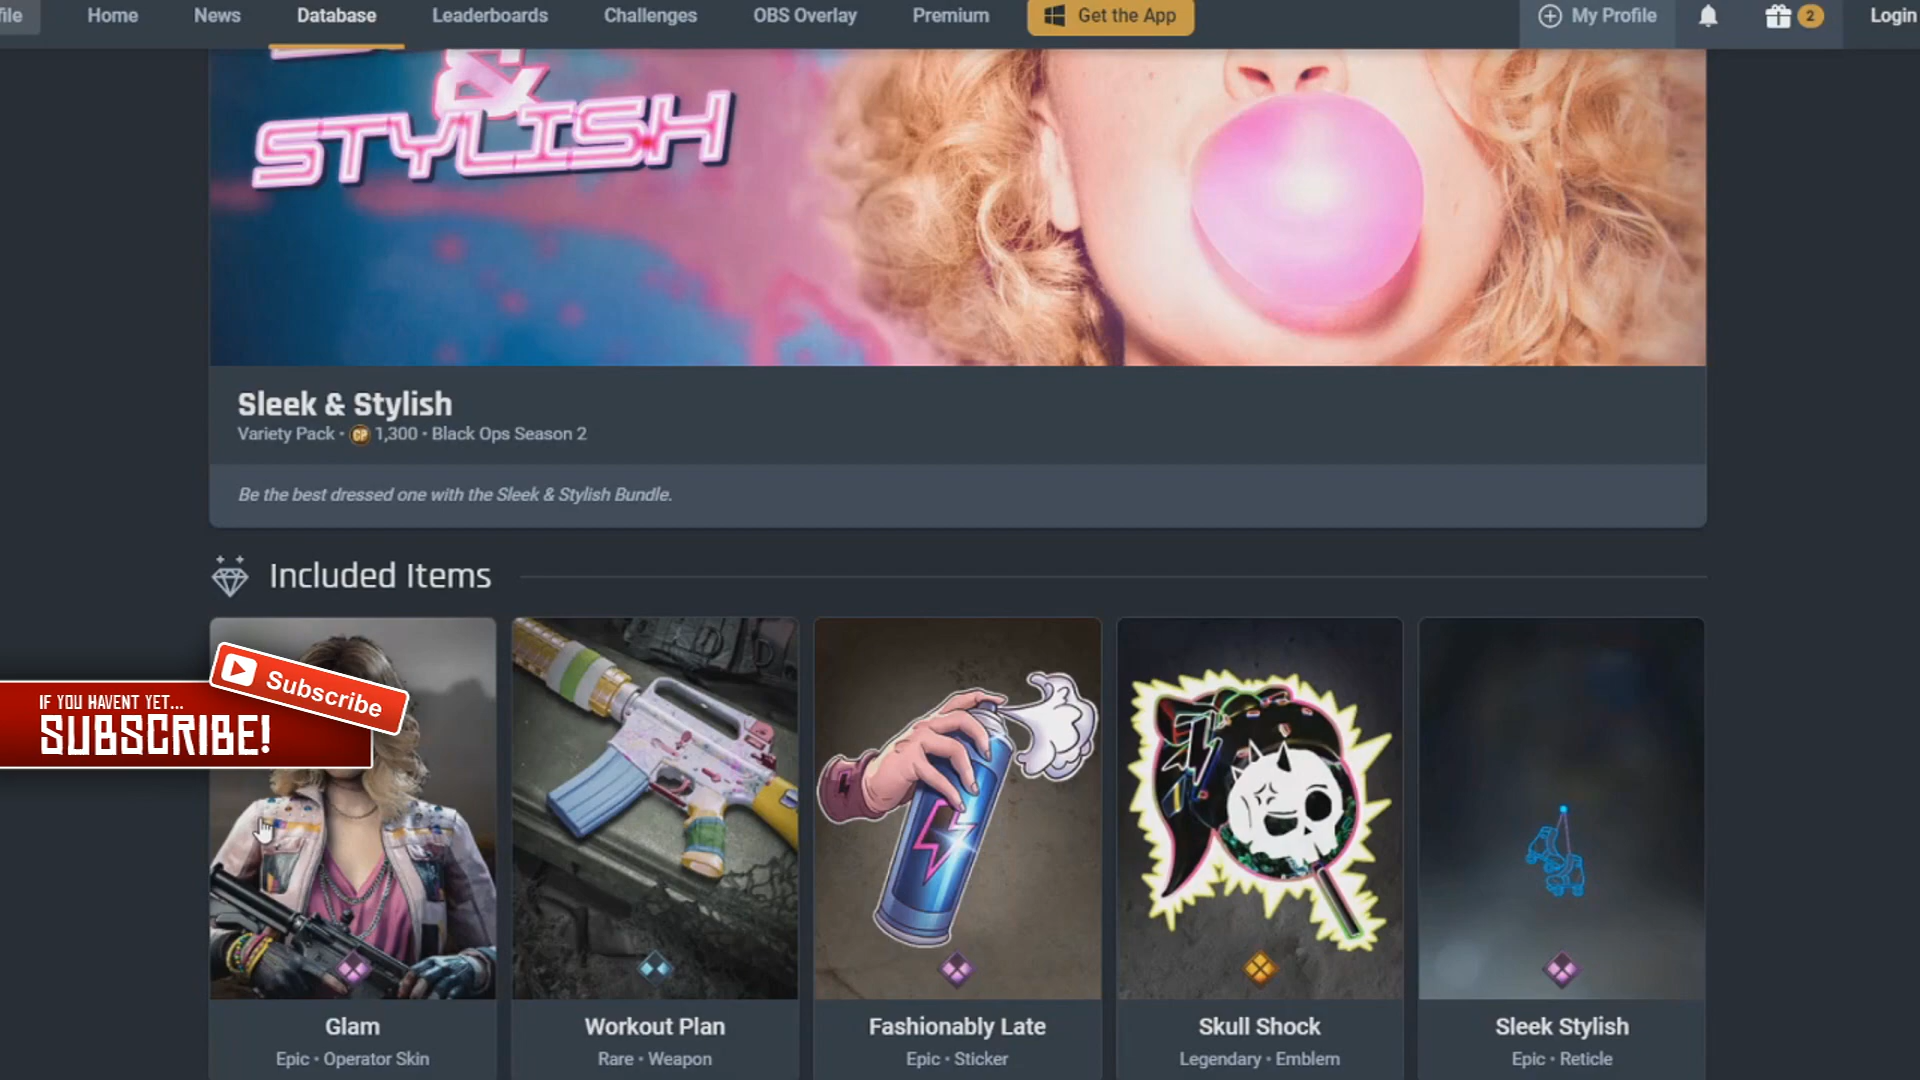 file
Home
News
Database
Leaderboards
Challenges
OBS Overlay
Premium
Get the App
My Profile
2
Login
&
STYLISH
Sleek & Stylish
Variety Pack • CP 1,300 • Black Ops Season 2
Be the best dressed one with the Sleek & Stylish Bundle.
Included Items
Subscribe
IF YOU HAVENT YET...
SUBSCRIBE!
Glam
Epic • Operator Skin
Workout Plan
Rare • Weapon
Fashionably Late
Epic • Sticker
Skull Shock
Legendary • Emblem
Sleek Stylish
Epic • Reticle